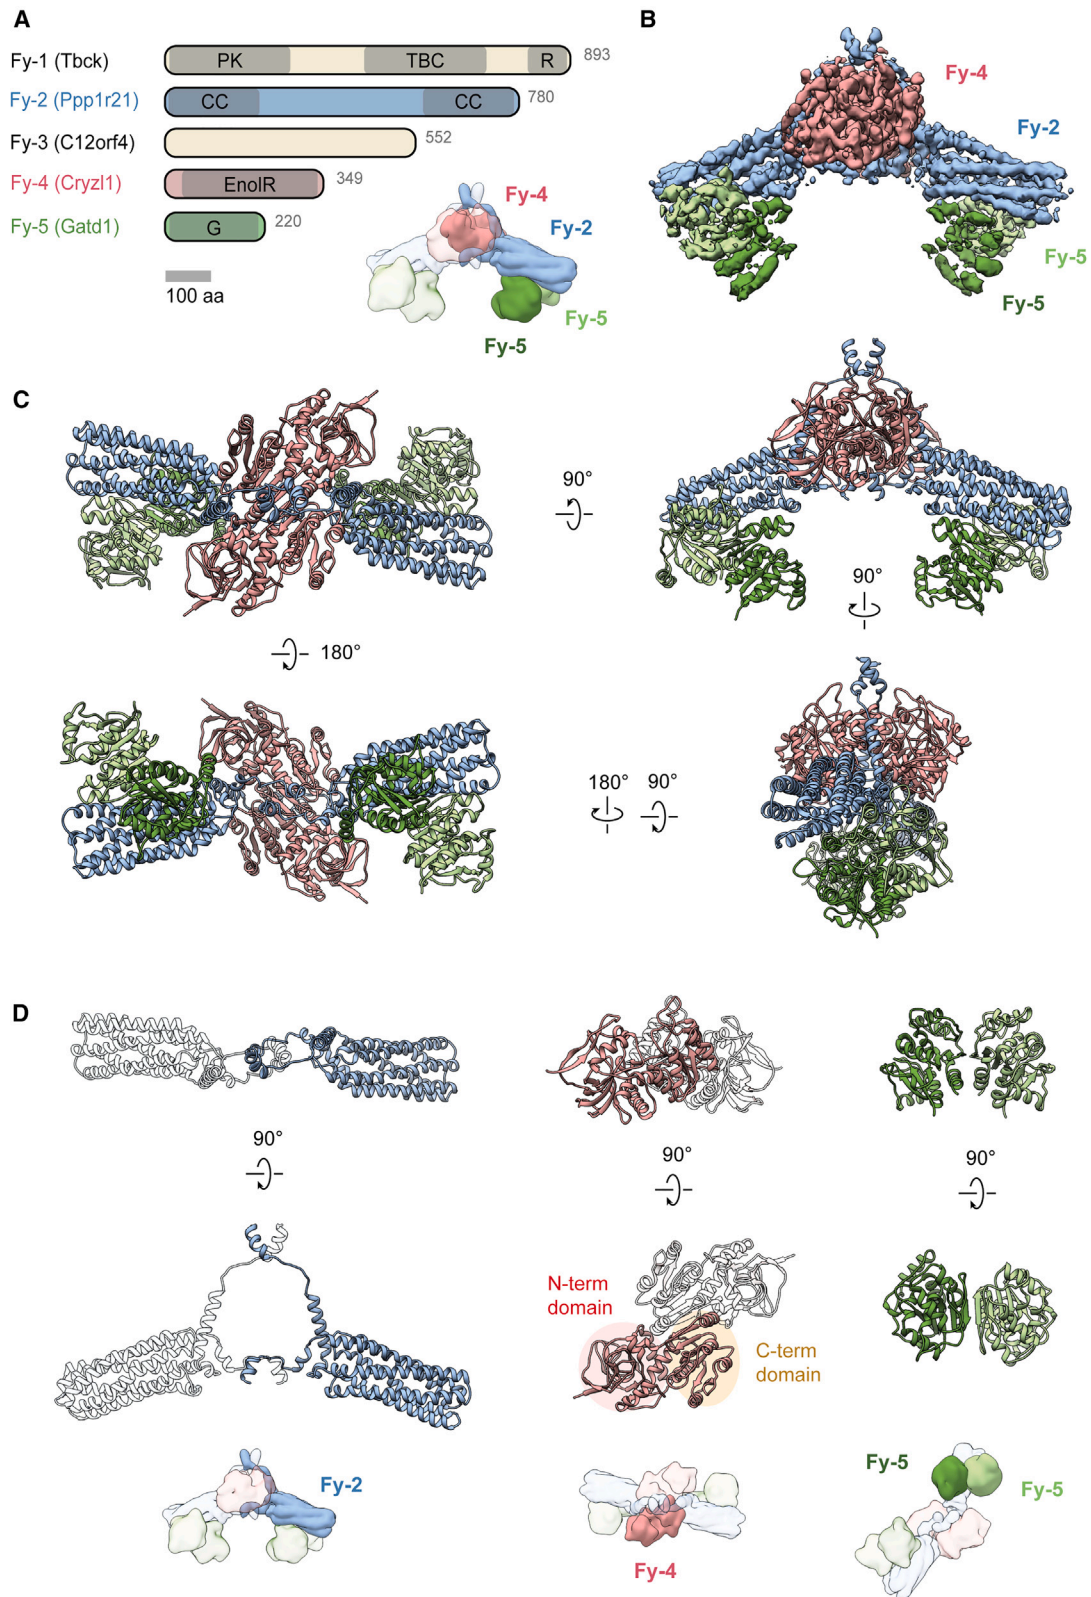 A
Fy-1 (Tbck)
PK
TBC
R
893
Fy-2 (Ppp1r21)
CC
CC
780
Fy-3 (C12orf4)
552
Fy-4 (Cryzl1)
EnoIR
349
Fy-5 (Gatd1)
G
220
100 aa
Fy-4
Fy-2
Fy-5
Fy-5
B
Fy-4
Fy-2
Fy-5
Fy-5
C
90°
90°
180°
180°
90°
D
90°
90°
90°
N-term
domain
C-term
domain
Fy-2
Fy-4
Fy-5
Fy-5